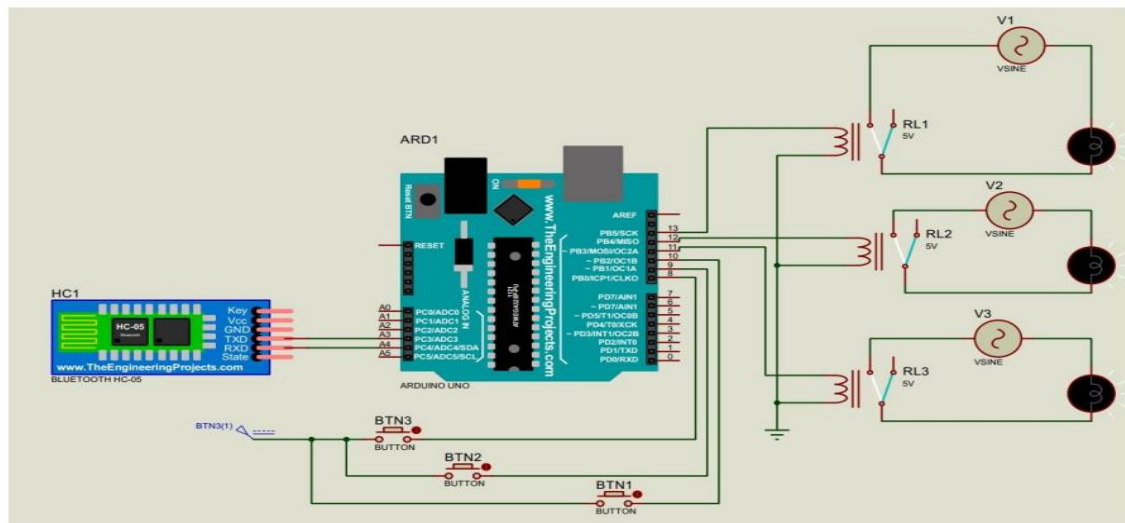 V1
VSINE
RL1
5V
V2
VSINE
RL2
5V
V3
VSINE
RL3
5V
ARD1
Reset BTN
ON
www.TheEngineeringProjects.com
ANALOG IN
RESET
AREF
PB5/SCK 13
PB4/MISO 12
~ PB3/MOSI/OC2A 11
~ PB2/OC1B 10
~ PB1/OC1A 9
PB0/ICP1/CLKO 8
PD7/AIN1 7
~ PD7/AIN1 6
~ PD5/T1/OC0B 5
PD4/T0/XCK 4
~ PD3/INT1/OC2B 3
PD2/INT0 2
PD1/TXD 1
PD0/RXD 0
A0 PC0/ADC0
A1 PC1/ADC1
A2 PC2/ADC2
A3 PC3/ADC3
A4 PC4/ADC4/SDA
A5 PC5/ADC5/SCL
ARDUINO UNO
HC1
HC-05
Key
Vcc
GND
TXD
RXD
State
www.TheEngineeringProjects.com
BLUETOOTH HC-05
BTN3(1)
BTN3
BUTTON
BTN2
BUTTON
BTN1
BUTTON